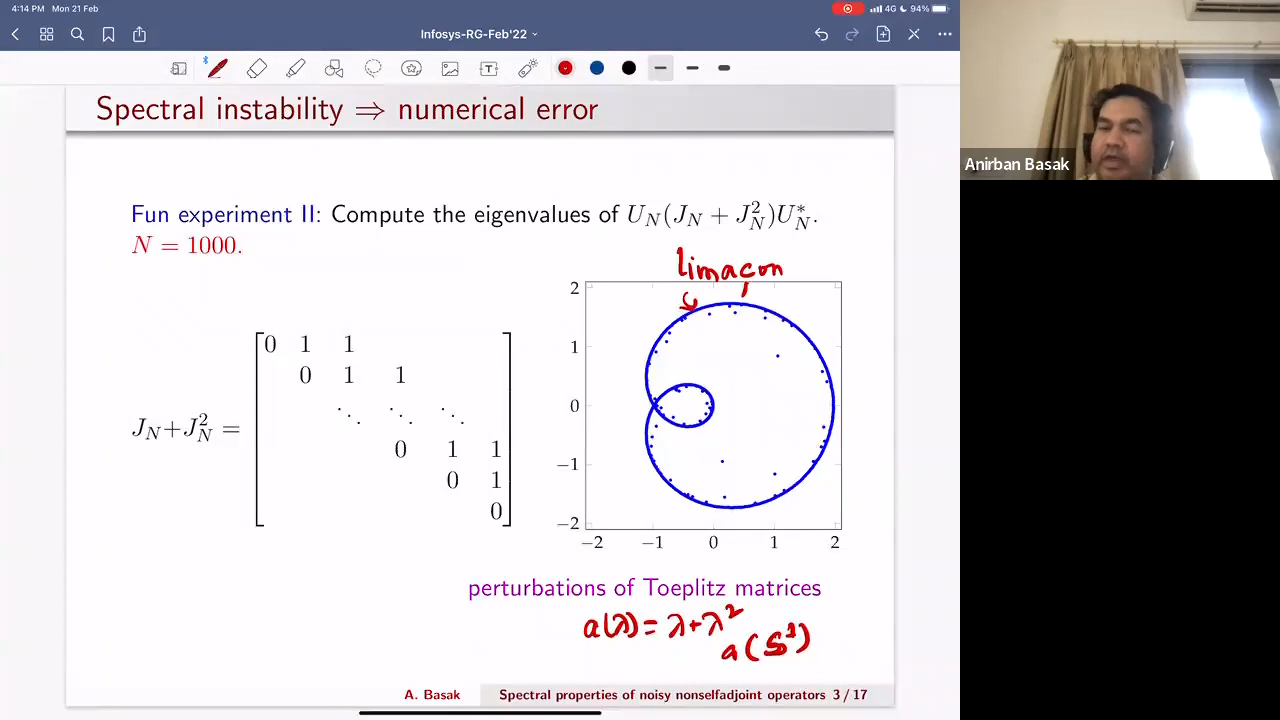 4:14 PM Mon 21 Feb
4G 94%
Infosys-RG-Feb'22
Spectral instability ⇒ numerical error
Fun experiment II: Compute the eigenvalues of U_N(J_N + J_N^2)U_N^*.
N = 1000.
limacon
J_N+J_N^2 =
0 1 1
0 1 1
⋱ ⋱ ⋱
0 1 1
0 1
0
2
1
0
−1
−2
−2 −1 0 1 2
perturbations of Toeplitz matrices
a(λ) = λ+λ^2
a(S^1)
A. Basak Spectral properties of noisy nonselfadjoint operators 3 / 17
Anirban Basak